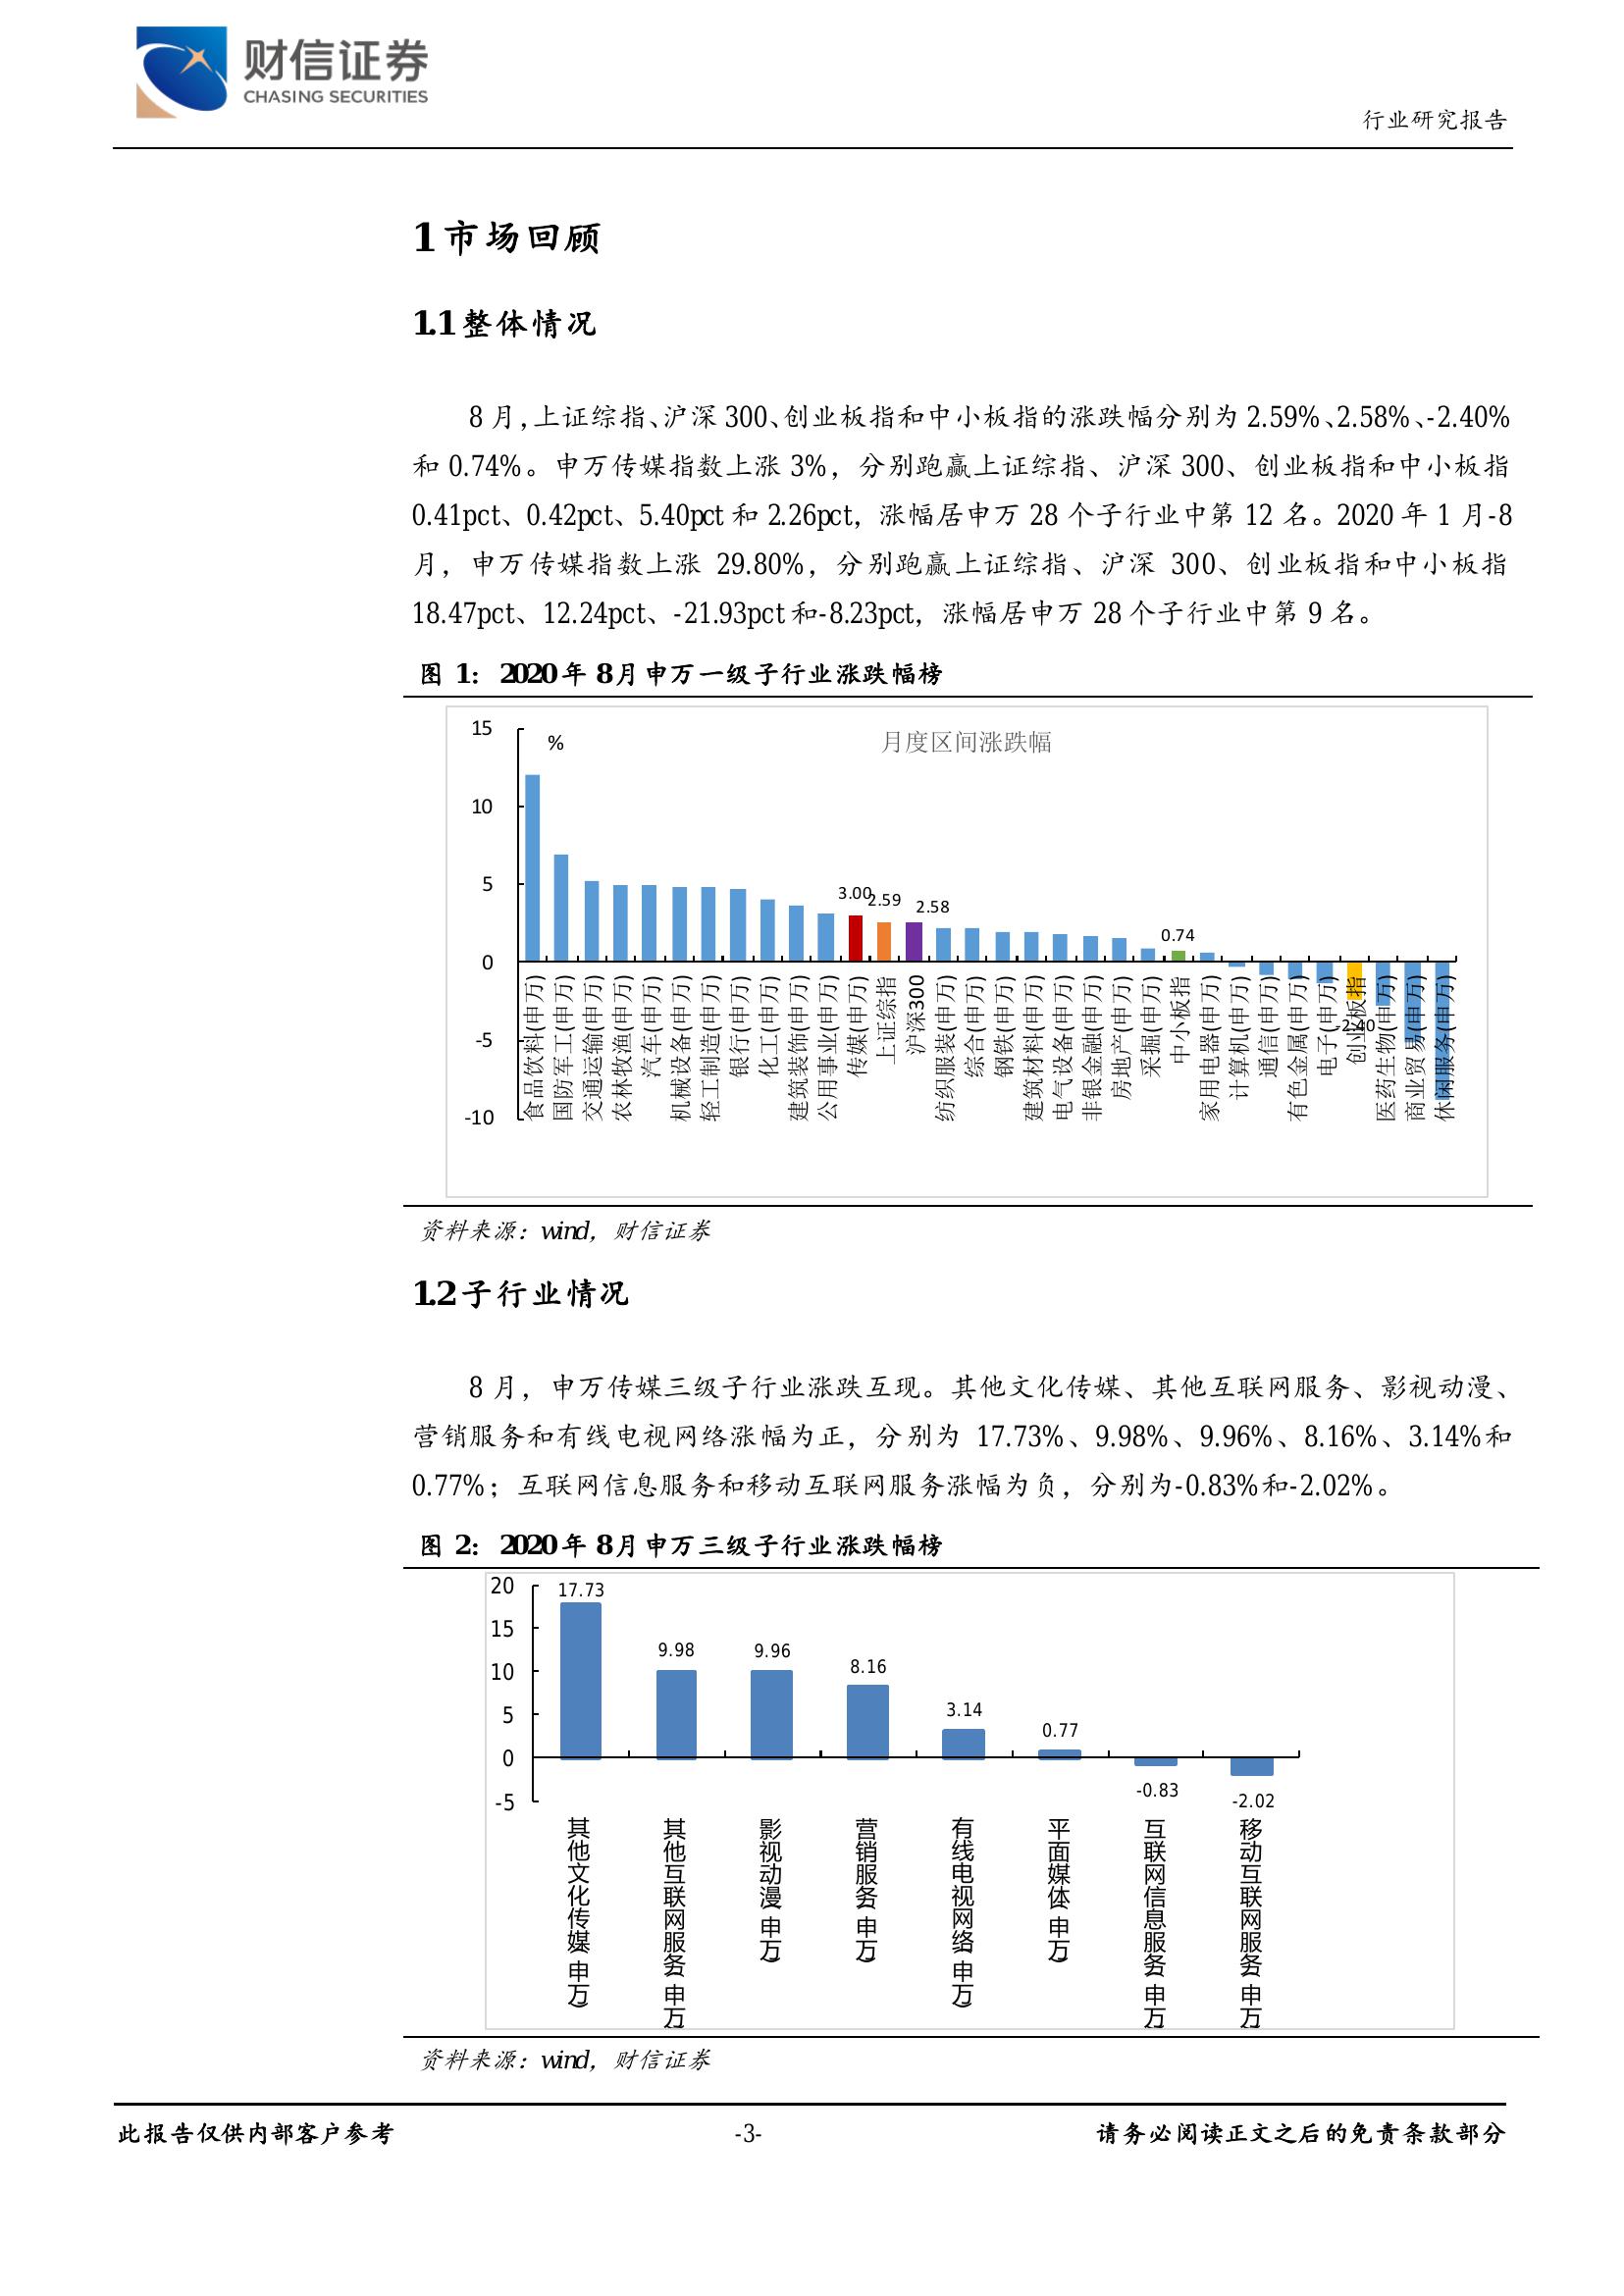 财信证券
CHASING SECURITIES
行业研究报告
1 市场回顾
1.1 整体情况
8 月，上证综指、沪深 300、创业板指和中小板指的涨跌幅分别为 2.59%、2.58%、-2.40%
和 0.74%。申万传媒指数上涨 3%，分别跑赢上证综指、沪深 300、创业板指和中小板指
0.41pct、0.42pct、5.40pct 和 2.26pct，涨幅居申万 28 个子行业中第 12 名。2020 年 1 月-8
月，申万传媒指数上涨 29.80%，分别跑赢上证综指、沪深 300、创业板指和中小板指
18.47pct、12.24pct、-21.93pct 和-8.23pct，涨幅居申万 28 个子行业中第 9 名。
图 1：2020 年 8 月申万一级子行业涨跌幅榜
月度区间涨跌幅
%
15
10
5
0
-5
-10
3.00
2.59
2.58
0.74
-2.40
食品饮料(申万)
国防军工(申万)
交通运输(申万)
农林牧渔(申万)
汽车(申万)
机械设备(申万)
轻工制造(申万)
银行(申万)
化工(申万)
建筑装饰(申万)
公用事业(申万)
传媒(申万)
上证综指
沪深300
纺织服装(申万)
综合(申万)
钢铁(申万)
建筑材料(申万)
电气设备(申万)
非银金融(申万)
房地产(申万)
采掘(申万)
中小板指
家用电器(申万)
计算机(申万)
通信(申万)
有色金属(申万)
电子(申万)
创业板指
医药生物(申万)
商业贸易(申万)
休闲服务(申万)
资料来源：wind，财信证券
1.2 子行业情况
8 月，申万传媒三级子行业涨跌互现。其他文化传媒、其他互联网服务、影视动漫、
营销服务和有线电视网络涨幅为正，分别为 17.73%、9.98%、9.96%、8.16%、3.14%和
0.77%；互联网信息服务和移动互联网服务涨幅为负，分别为-0.83%和-2.02%。
图 2：2020 年 8 月申万三级子行业涨跌幅榜
20
15
10
5
0
-5
17.73
9.98
9.96
8.16
3.14
0.77
-0.83
-2.02
其他文化传媒(申万)
其他互联网服务(申万
影视动漫(申万)
营销服务(申万)
有线电视网络(申万)
平面媒体(申万)
互联网信息服务(申万
移动互联网服务(申万
资料来源：wind，财信证券
此报告仅供内部客户参考
-3-
请务必阅读正文之后的免责条款部分